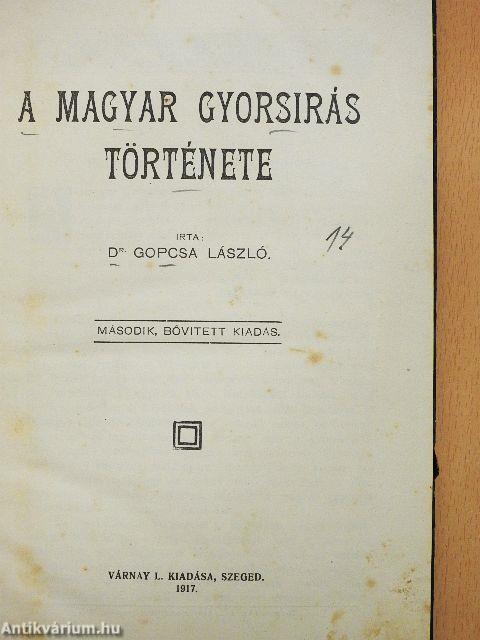 A MAGYAR GYORSIRÁS
TÖRTÉNETE
IRTA:
Dr. GOPCSA LÁSZLÓ.
14
MÁSODIK, BŐVITETT KIADÁS.
VÁRNAY L. KIADÁSA, SZEGED.
1917.
Antikvárium.hu